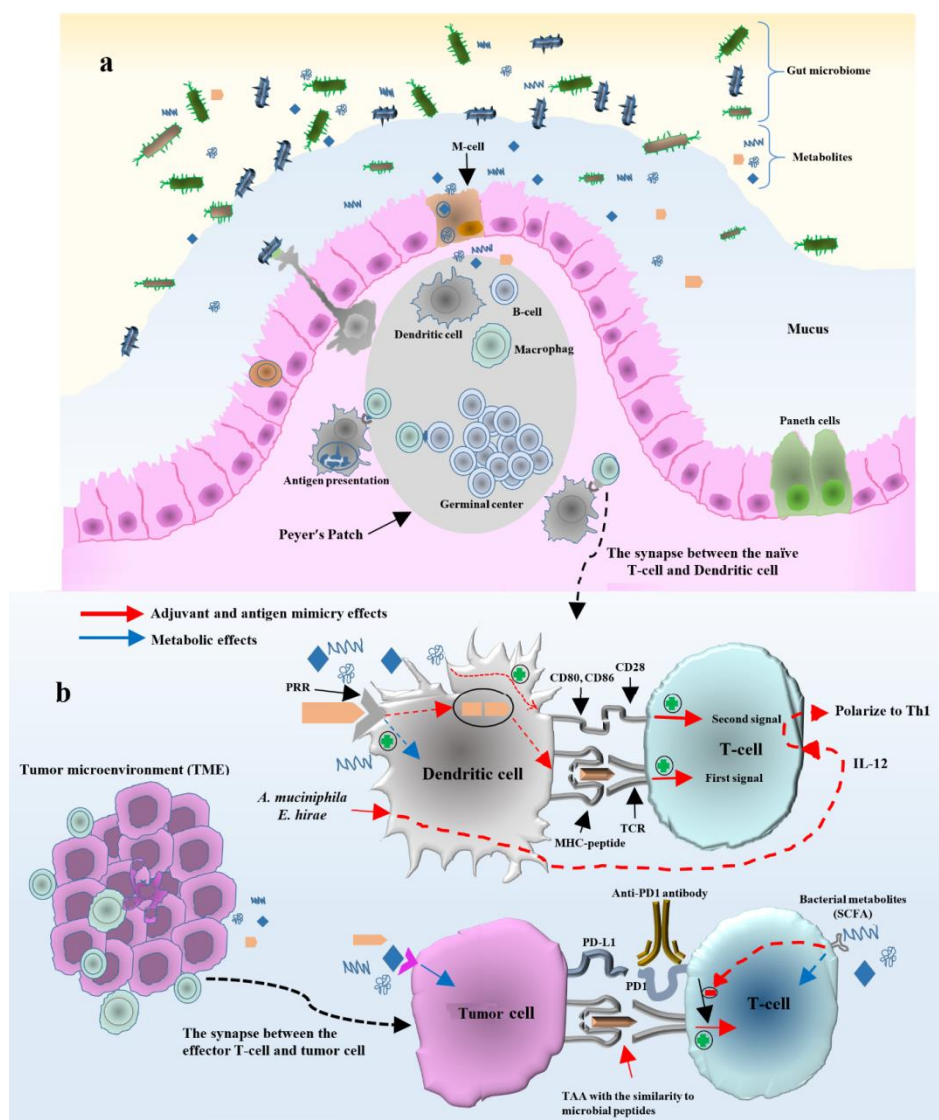 a
Gut microbiome
Metabolites
M-cell
Dendritic cell
B-cell
Macrophag
Mucus
Paneth cells
Antigen presentation
Germinal center
Peyer's Patch
The synapse between the naïve
T-cell and Dendritic cell
Adjuvant and antigen mimicry effects
Metabolic effects
b
PRR
CD80, CD86
CD28
Second signal
Polarize to Th1
T-cell
Dendritic cell
First signal
IL-12
Tumor microenvironment (TME)
A. muciniphila
E. hirae
MHC-peptide
TCR
Anti-PD1 antibody
Bacterial metabolites
(SCFA)
PD-L1
PD1
Tumor cell
T-cell
The synapse between the
effector T-cell and tumor cell
TAA with the similarity to
microbial peptides